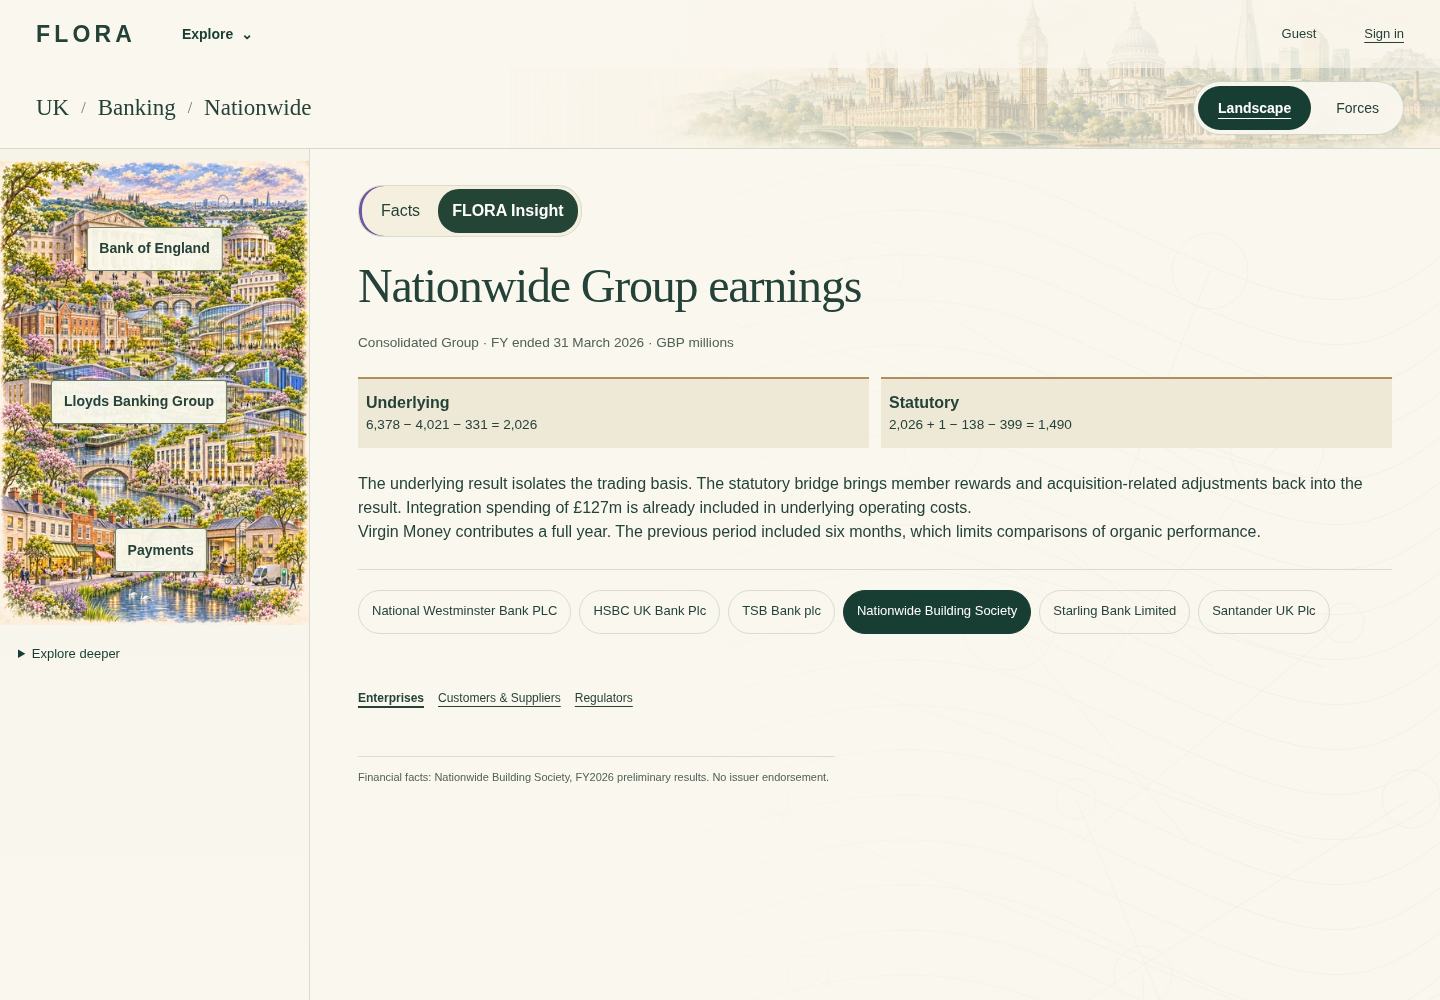 FLORA
Explore ⌄
Guest
Sign in
UK / Banking / Nationwide
Landscape
Forces
Bank of England
Lloyds Banking Group
Payments
▶ Explore deeper
Facts
FLORA Insight
Nationwide Group earnings
Consolidated Group · FY ended 31 March 2026 · GBP millions
Underlying
6,378 − 4,021 − 331 = 2,026
Statutory
2,026 + 1 − 138 − 399 = 1,490
The underlying result isolates the trading basis. The statutory bridge brings member rewards and acquisition-related adjustments back into the
result. Integration spending of £127m is already included in underlying operating costs.
Virgin Money contributes a full year. The previous period included six months, which limits comparisons of organic performance.
National Westminster Bank PLC
HSBC UK Bank Plc
TSB Bank plc
Nationwide Building Society
Starling Bank Limited
Santander UK Plc
Enterprises
Customers & Suppliers
Regulators
Financial facts: Nationwide Building Society, FY2026 preliminary results. No issuer endorsement.